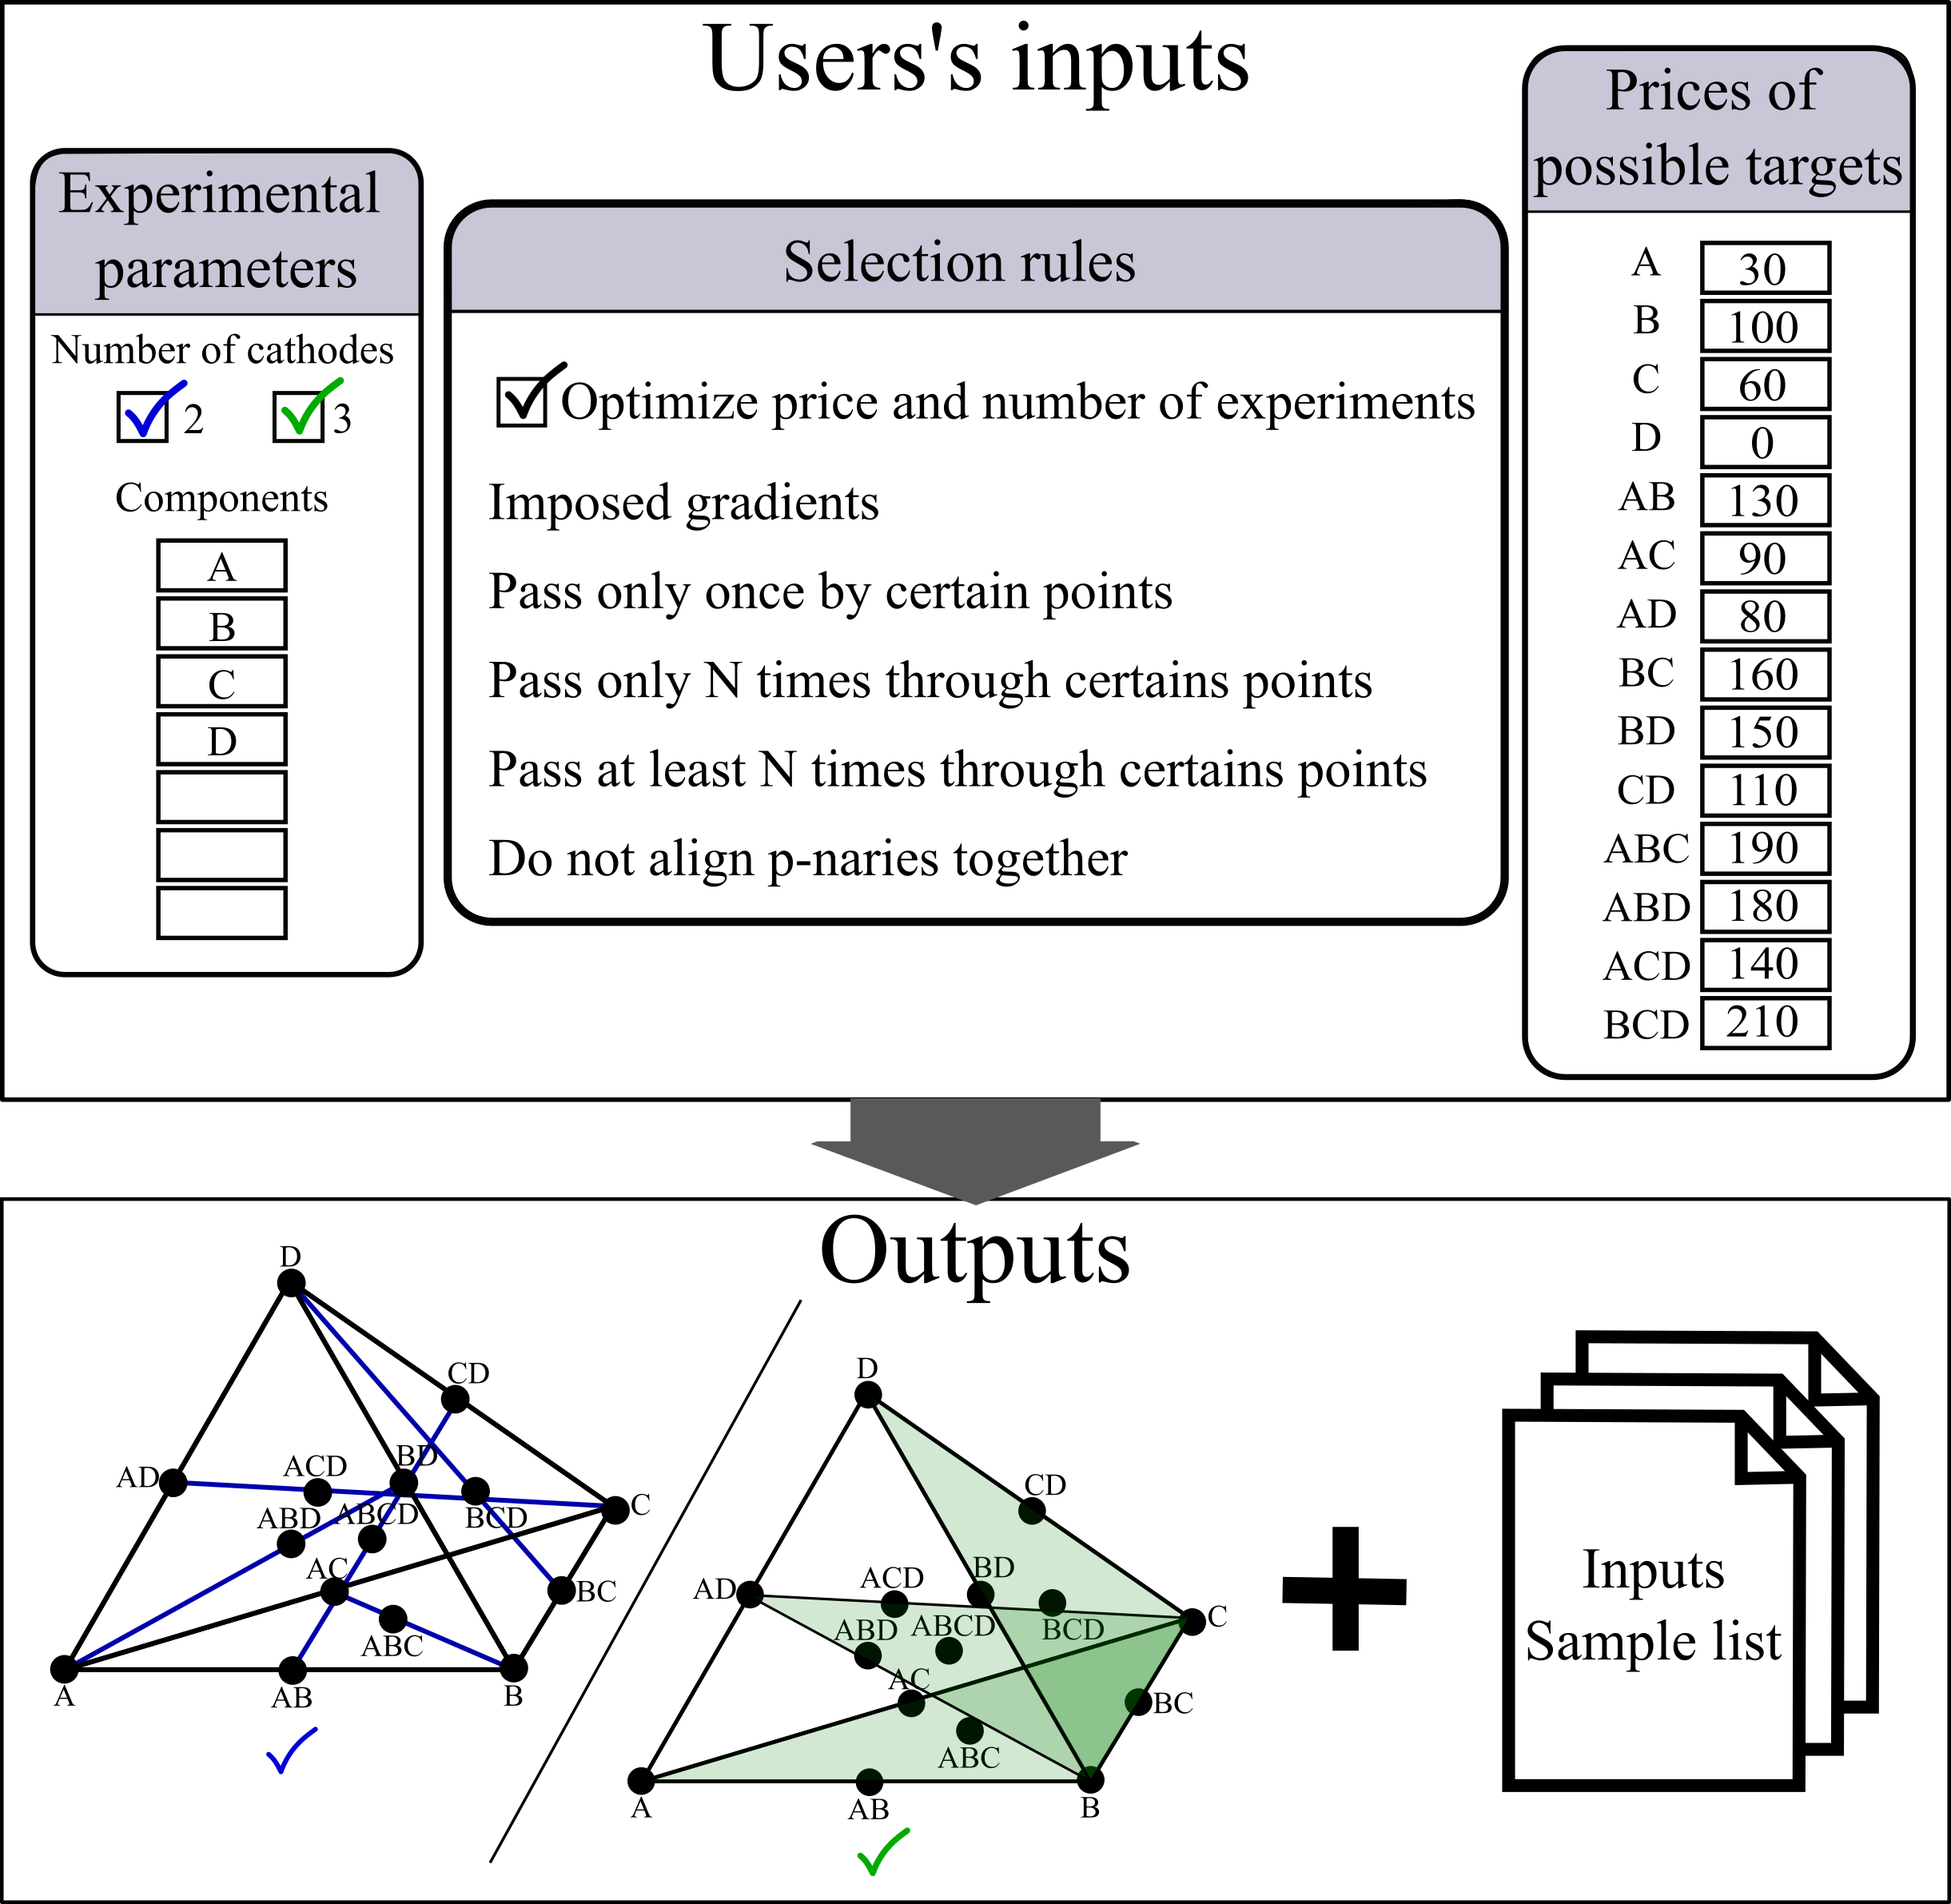 Users's inputs
Experimental
parameters
Number of cathodes
2
3
Components
A
B
C
D
Selection rules
Optimize price and number of experiments
Imposed gradients
Pass only once by certain points
Pass only N times through certains points
Pass at least N times through certains points
Do not align p-naries together
Prices of
possible targets
A 30
B 100
C 60
D 0
AB 130
AC 90
AD 80
BC 160
BD 150
CD 110
ABC 190
ABD 180
ACD 140
BCD 210
Outputs
D
CD
BD
AD
ACD
C
ABD
ABCD
BCD
AC
BC
ABC
A
AB
B
D
CD
BD
AD
ACD
C
ABD
ABCD
BCD
AC
BC
ABC
A
AB
B
Inputs
Sample list